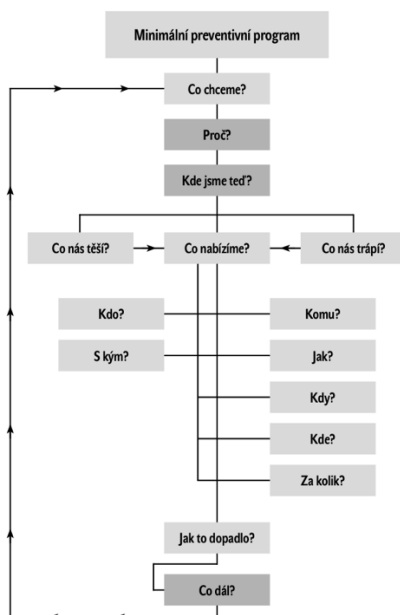 Minimální preventivní program
Co chceme?
Proč?
Kde jsme teď?
Co nás těší?
Co nabízíme?
Co nás trápí?
Kdo?
Komu?
S kým?
Jak?
Kdy?
Kde?
Za kolik?
Jak to dopadlo?
Co dál?